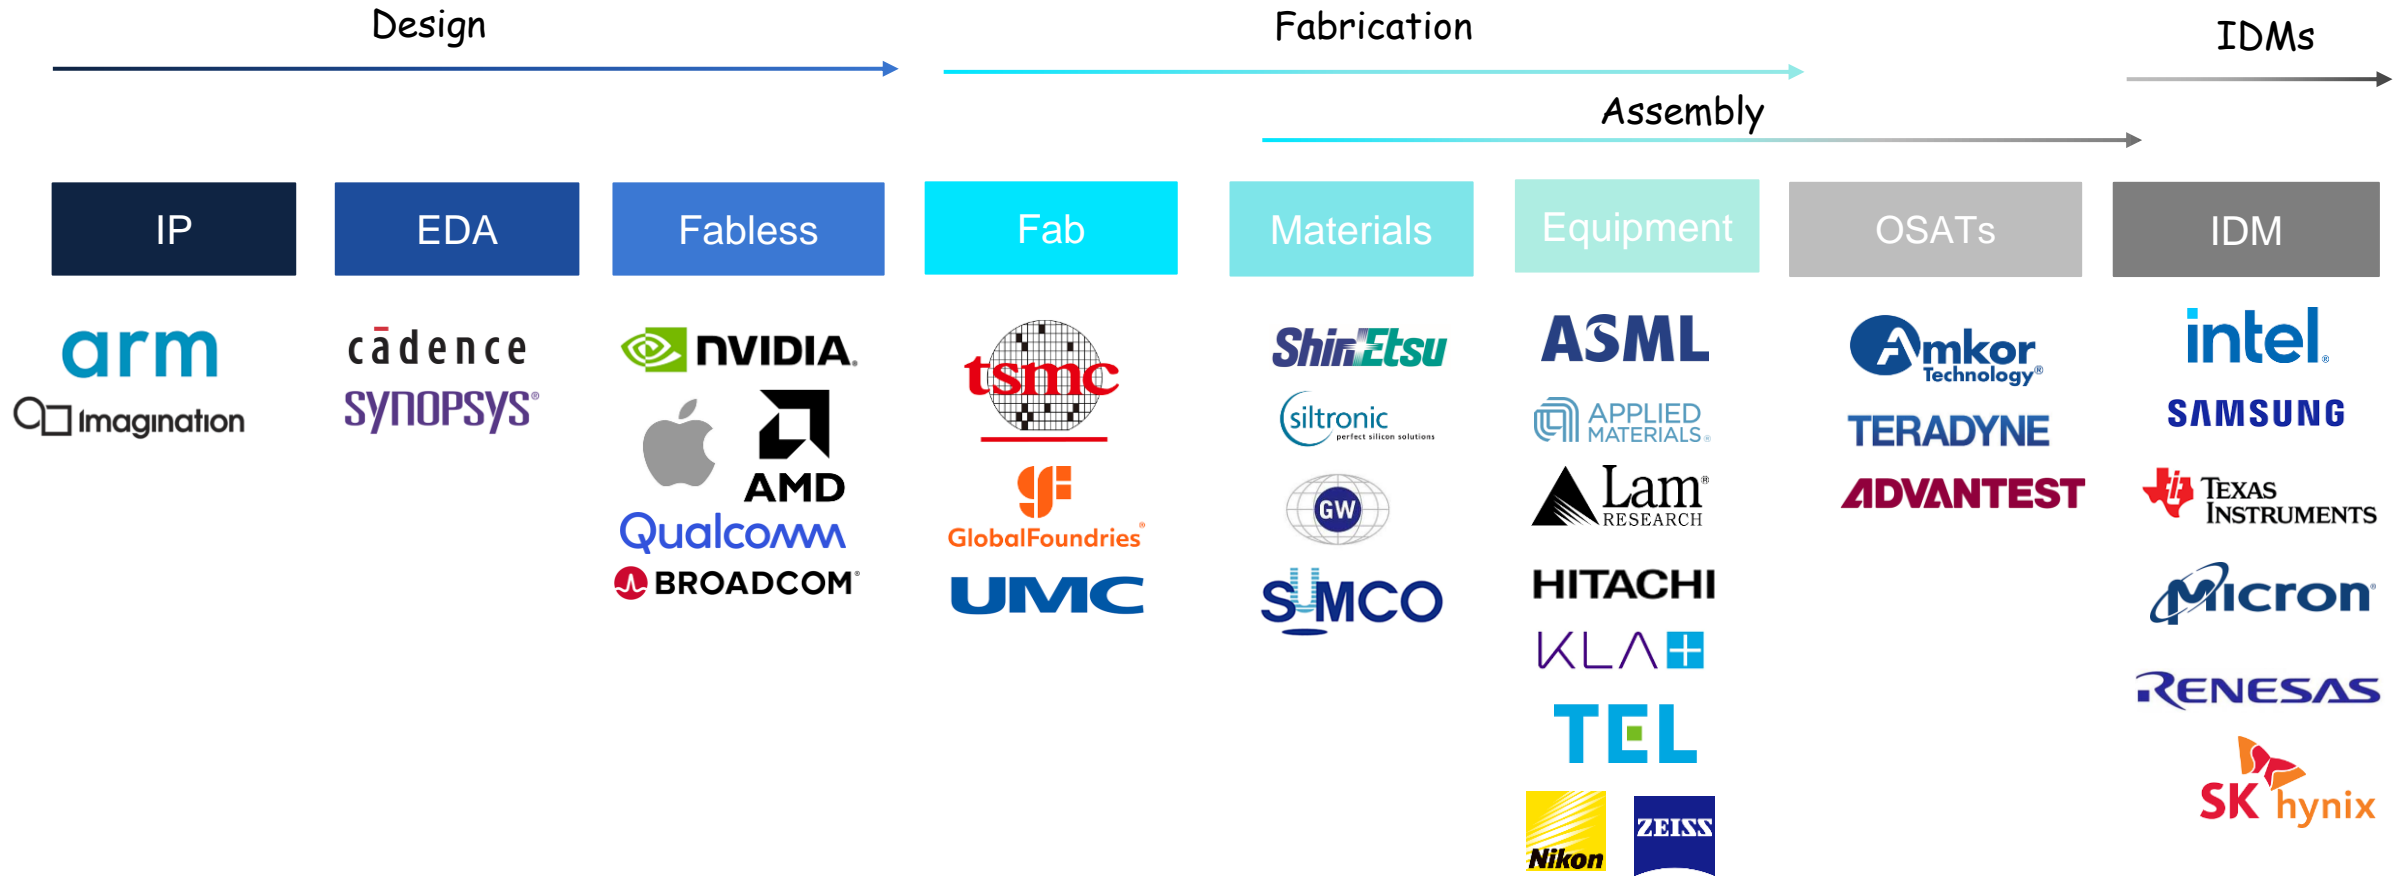 Design
Fabrication
IDMs
Assembly
IP
EDA
Fabless
Fab
Materials
Equipment
OSATs
IDM
arm
Imagination
cādence
SYNOPSYS®
NVIDIA®
AMD
Qualcomm
BROADCOM®
tsmc
GF
GlobalFoundries®
UMC
ShinEtsu
siltronic
perfect silicon solutions
GW
SUMCO
ASML
APPLIED
MATERIALS®
Lam®
RESEARCH
HITACHI
KLA+
TEL
Nikon
ZEISS
Amkor
Technology®
TERADYNE
ADVANTEST
intel®
SAMSUNG
TEXAS
INSTRUMENTS
Micron®
RENESAS
SK hynix